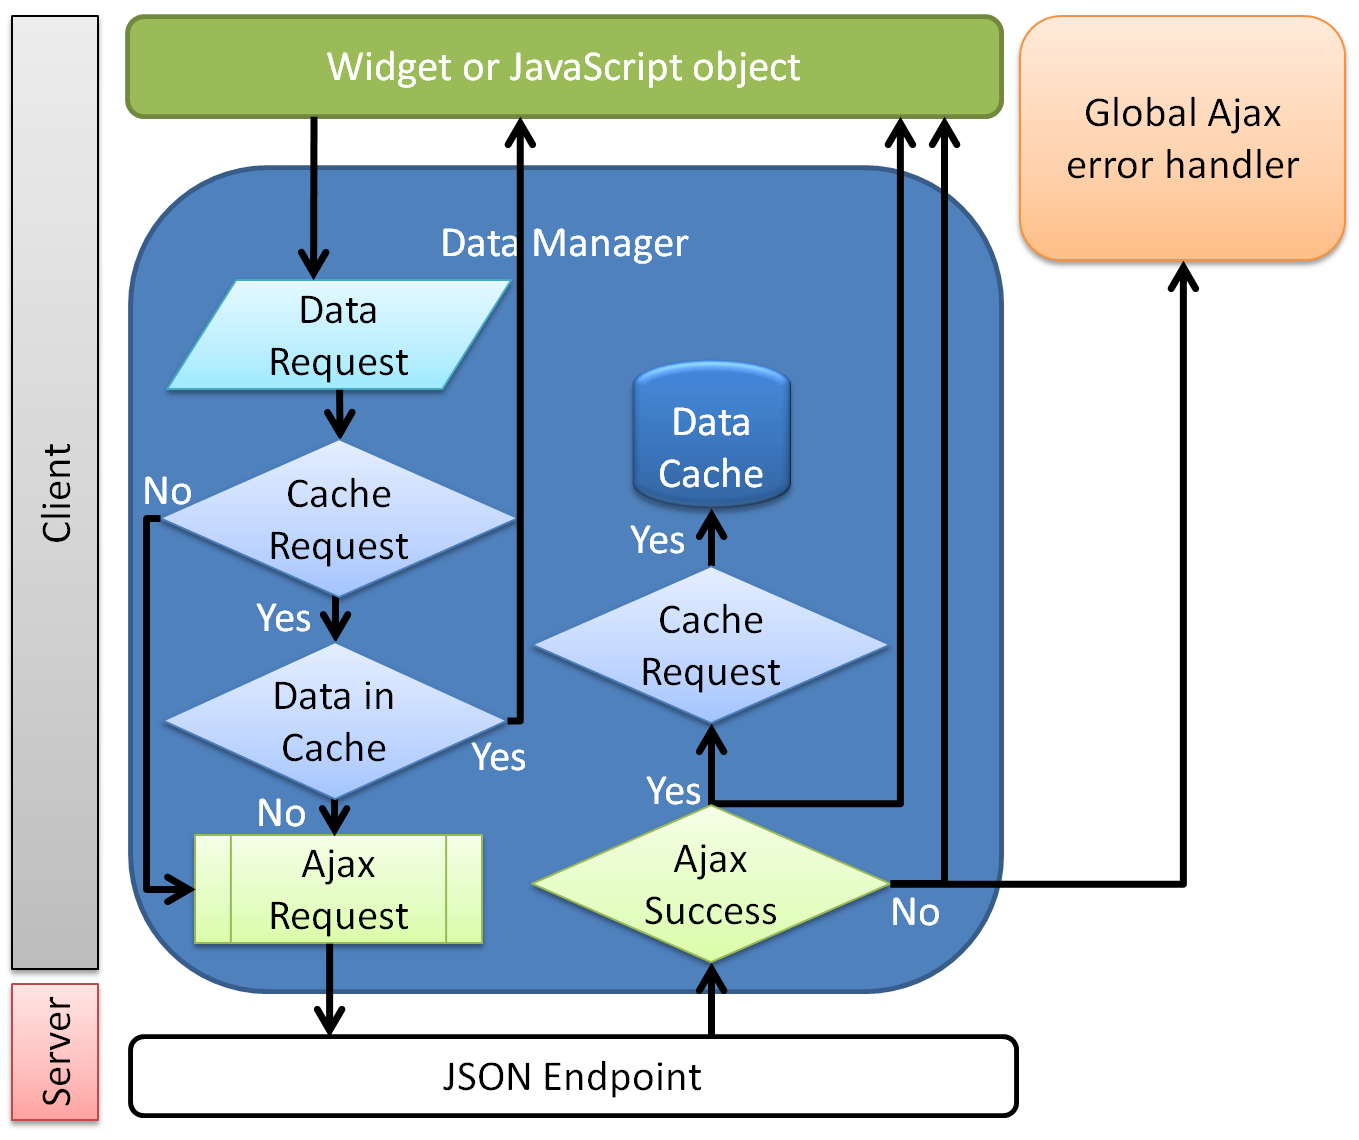 Widget or JavaScript object
Global Ajax
error handler
Client
Data Manager
Data
Request
No
Cache
Request
Yes
Data in
Cache
Yes
No
Ajax
Request
Data
Cache
Yes
Cache
Request
Yes
Ajax
Success
No
Server
JSON Endpoint